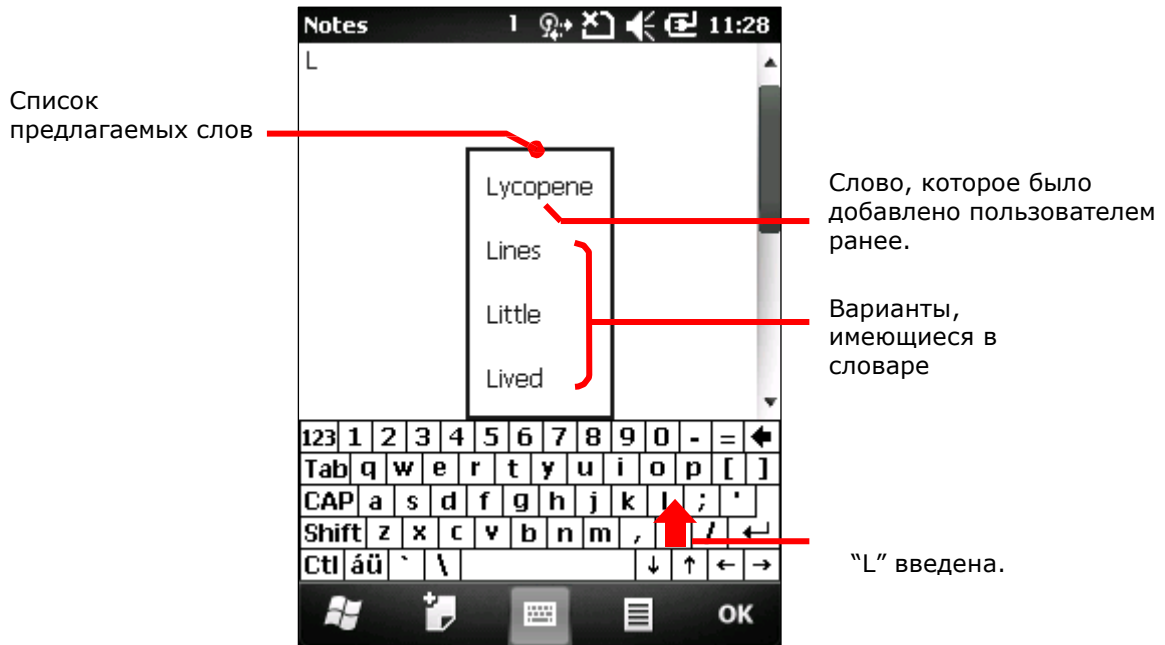 Notes 11:28
L
Список
предлагаемых слов
Lycopene
Слово, которое было
добавлено пользователем
ранее.
Lines
Little
Lived
Варианты,
имеющиеся в
словаре
123 1 2 3 4 5 6 7 8 9 0 - =
Tab q w e r t y u i o p [ ]
CAP a s d f g h j k l ; '
Shift z x c v b n m , /
Ctl áü ` \ ↓ ↑ ← →
“L” введена.
OK